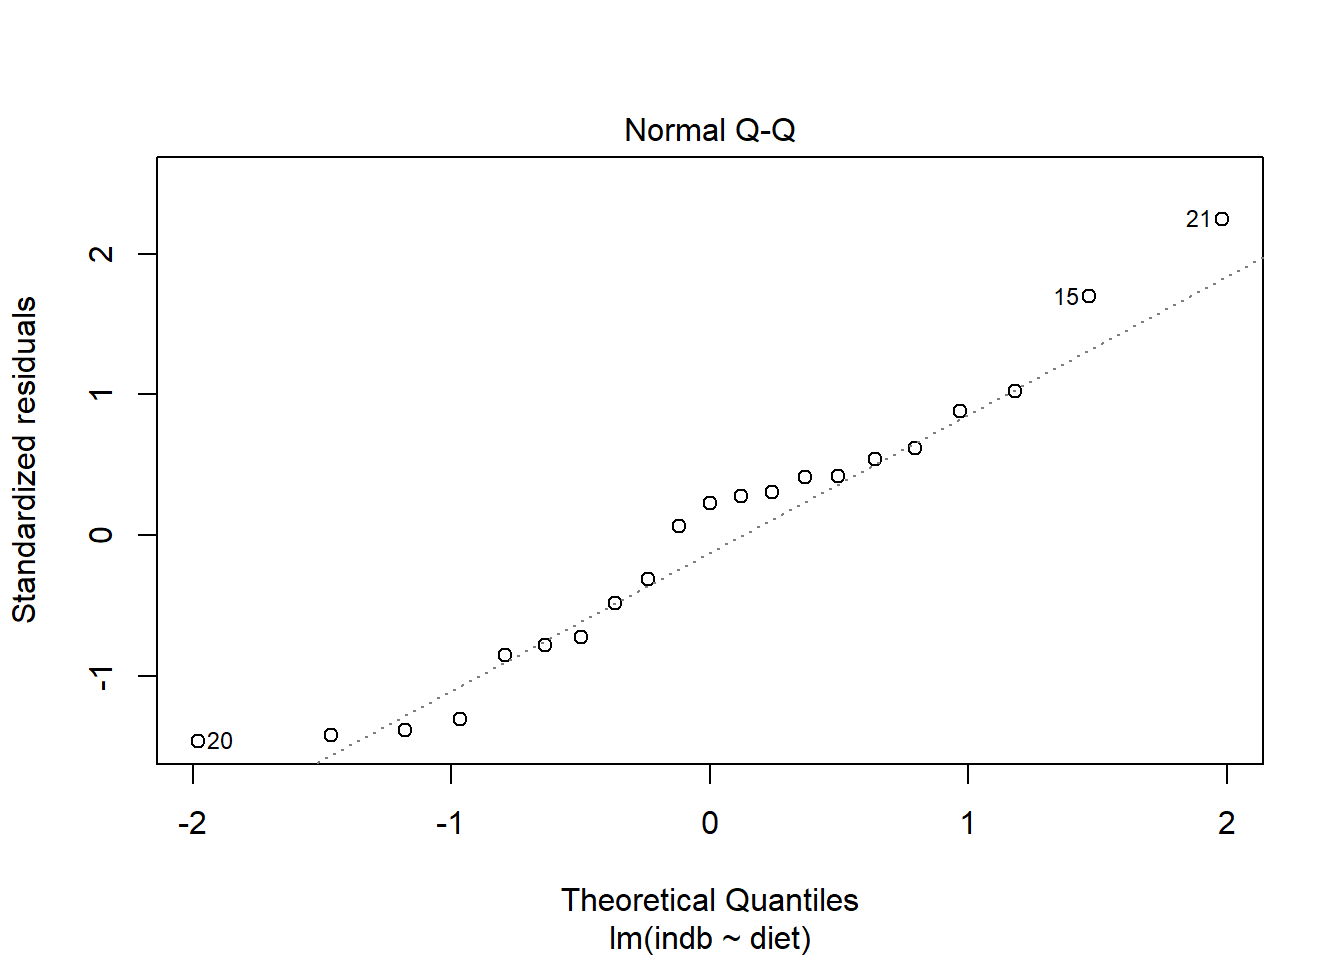 Normal Q-Q
21
15
20
2
1
0
-1
Standardized residuals
-2 -1 0 1 2
Theoretical Quantiles
lm(indb ~ diet)